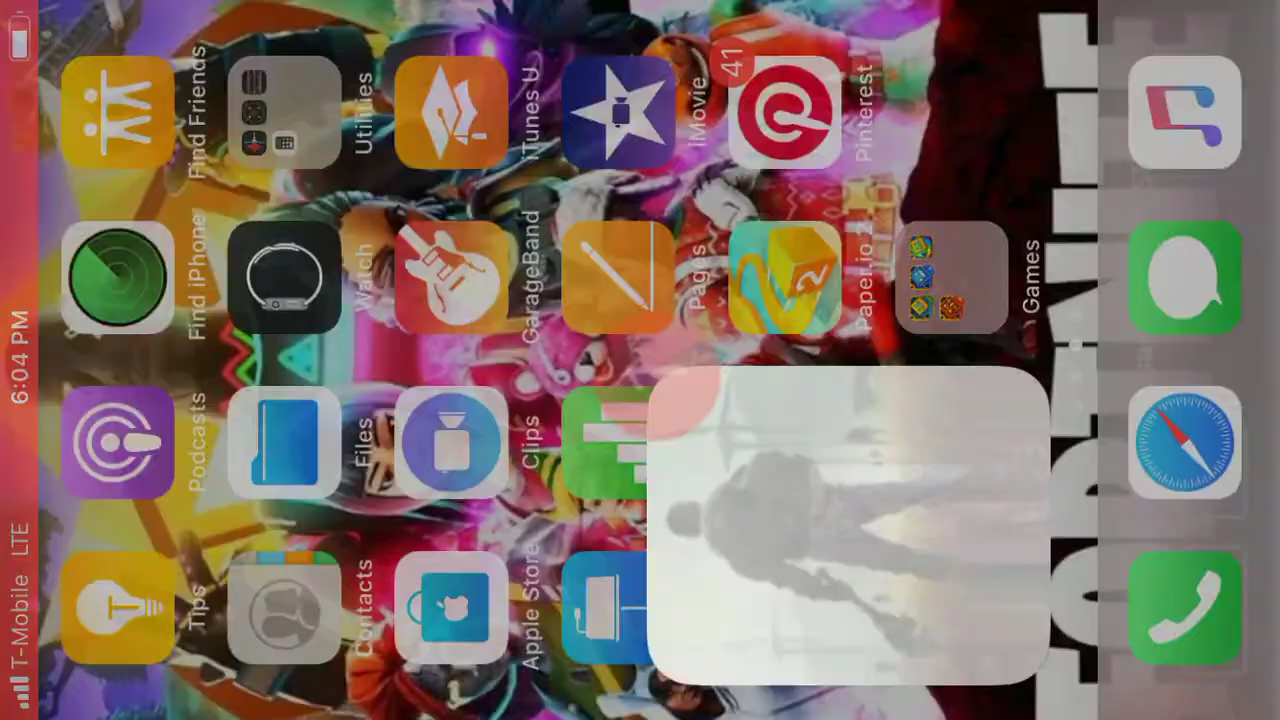 T-Mobile LTE 6:04 PM
Tips Podcasts Find iPhone Find Friends
Contacts Files Watch Utilities
Apple Store Clips GarageBand iTunes U
Pages iMovie
41
2
Paper.io 2 Pinterest
Games